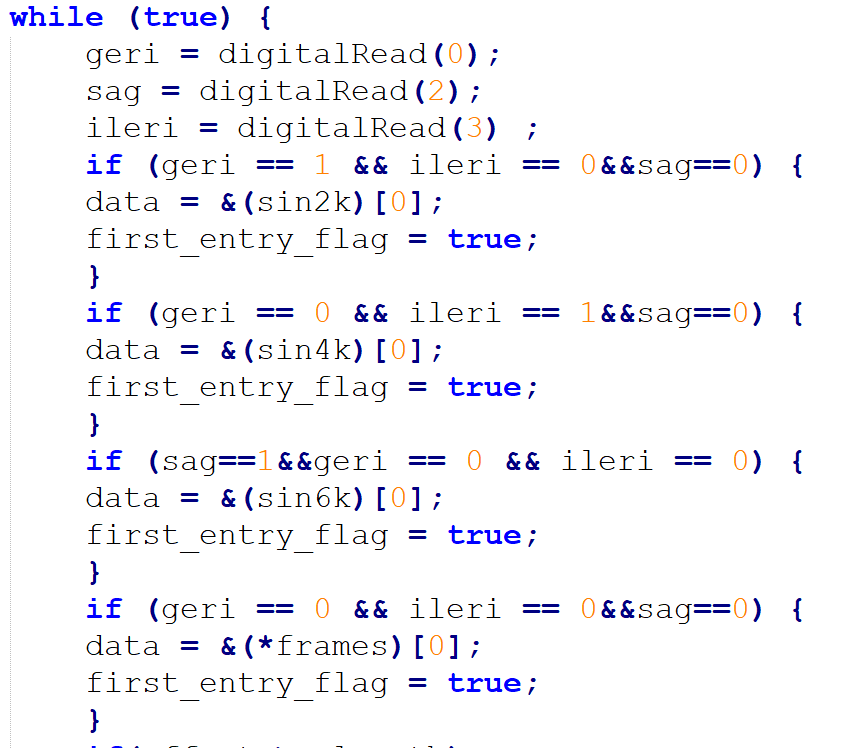 while (true) {
geri = digitalRead(0);
sag = digitalRead(2);
ileri = digitalRead(3) ;
if (geri == 1 && ileri == 0&&sag==0) {
data = &(sin2k)[0];
first_entry_flag = true;
}
if (geri == 0 && ileri == 1&&sag==0) {
data = &(sin4k)[0];
first_entry_flag = true;
}
if (sag==1&&geri == 0 && ileri == 0) {
data = &(sin6k)[0];
first_entry_flag = true;
}
if (geri == 0 && ileri == 0&&sag==0) {
data = &(*frames)[0];
first_entry_flag = true;
}